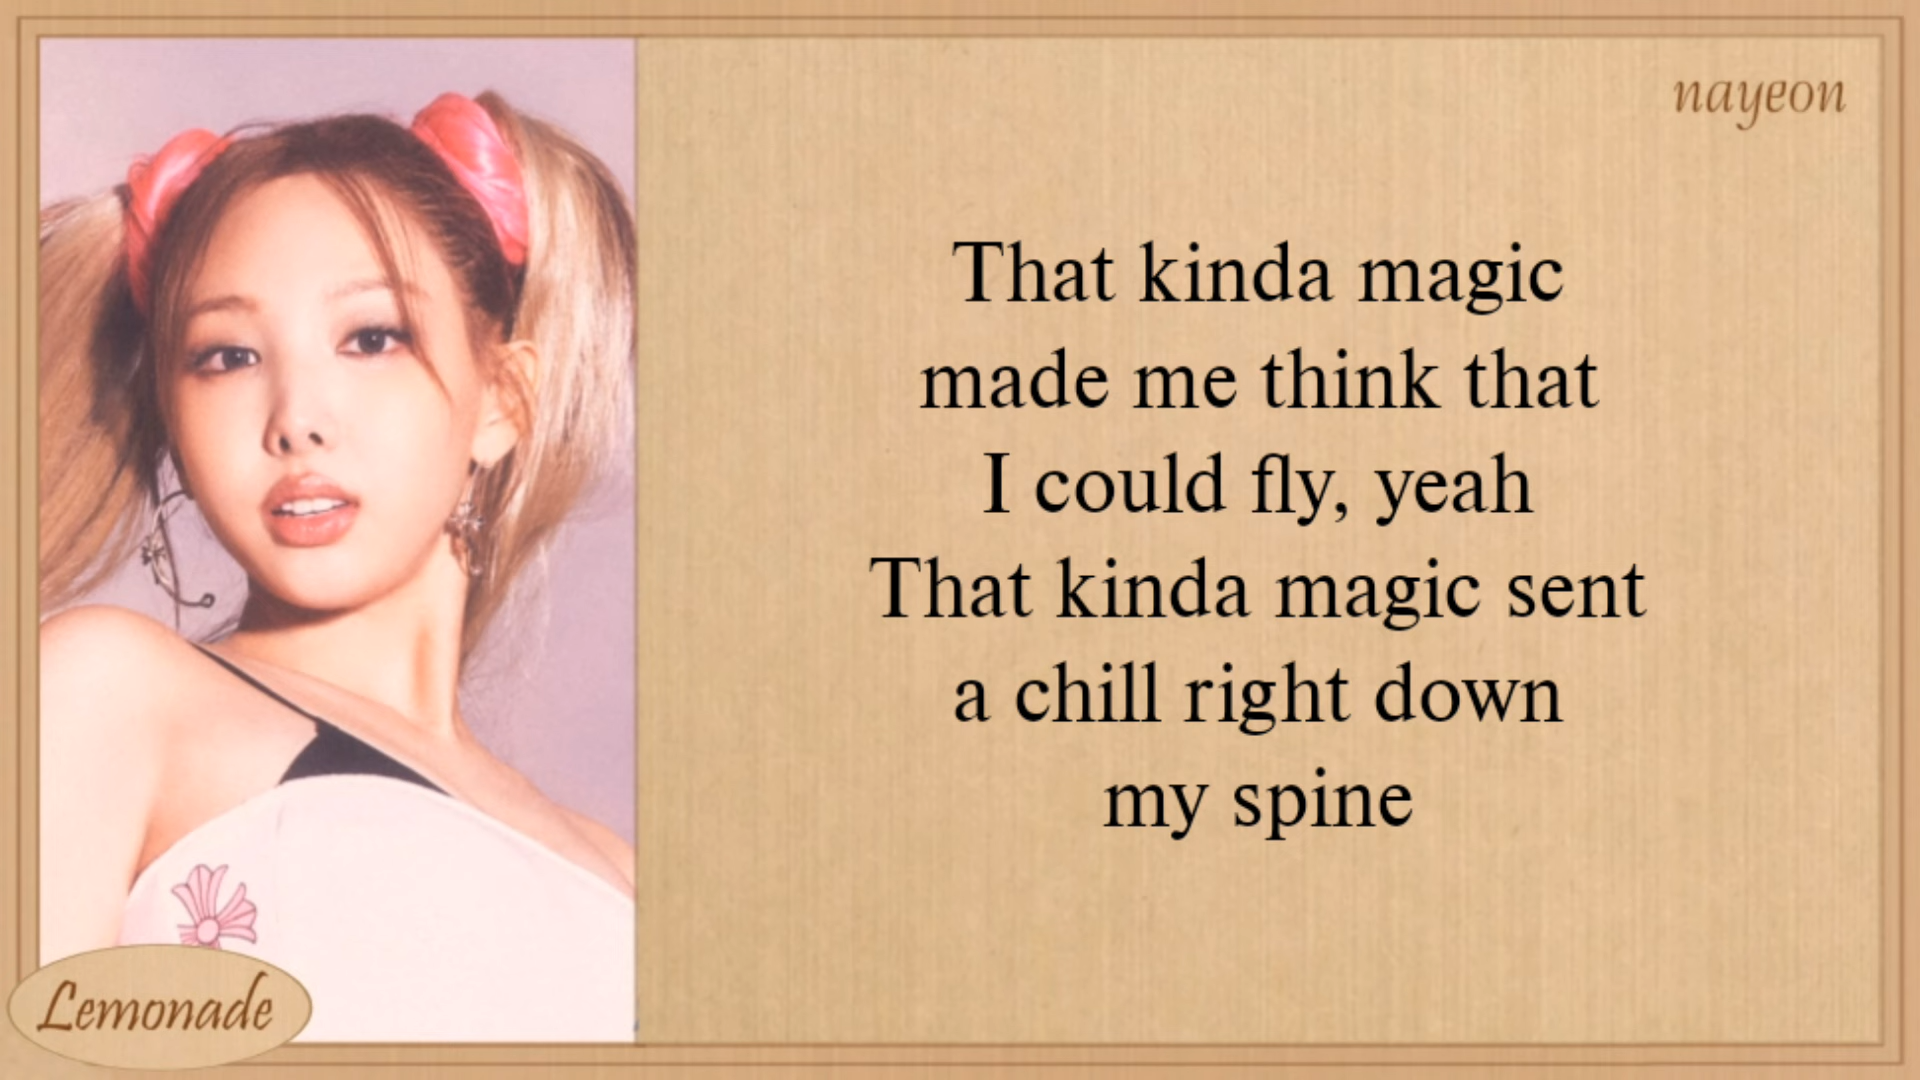 nayeon
That kinda magic
made me think that
I could fly, yeah
That kinda magic sent
a chill right down
my spine
Lemonade